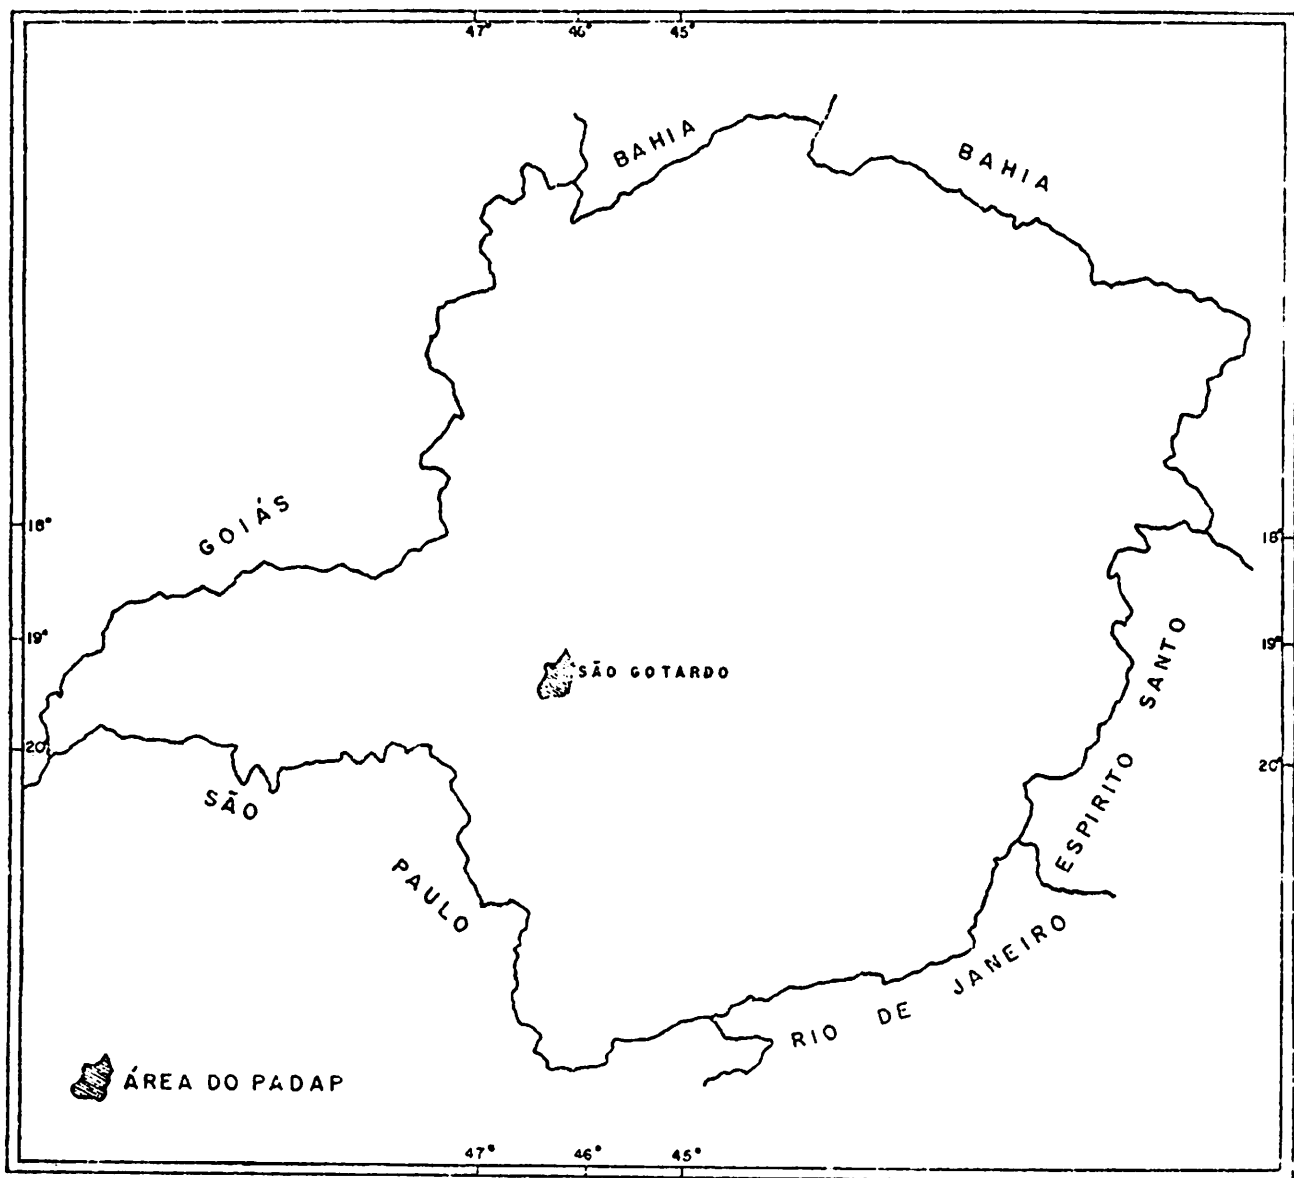 47° 46° 45°
BAHIA
BAHIA
GOIÁS
18°
18°
19°
19°
SÃO GOTARDO
20°
20°
SÃO
PAULO
ESPIRITO SANTO
RIO DE JANEIRO
ÁREA DO PADAP
47° 46° 45°